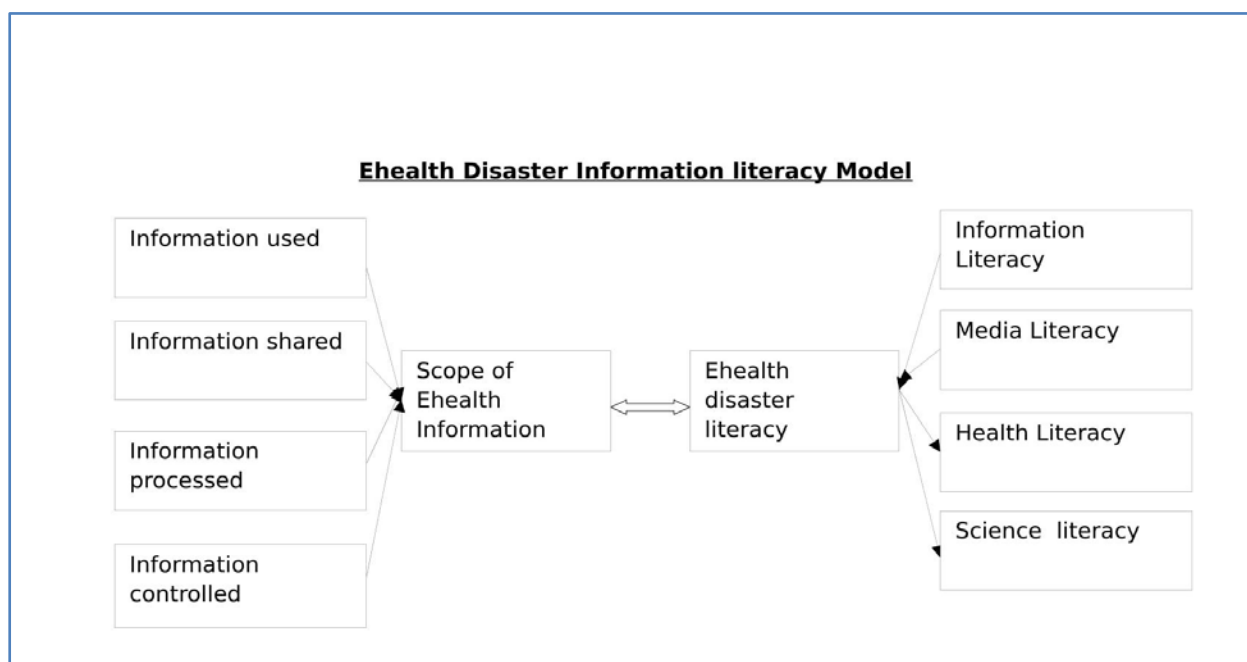 Ehealth Disaster Information literacy Model
Information used
Information shared
Information
processed
Information
controlled
Scope of
Ehealth
Information
Ehealth
disaster
literacy
Information
Literacy
Media Literacy
Health Literacy
Science  literacy